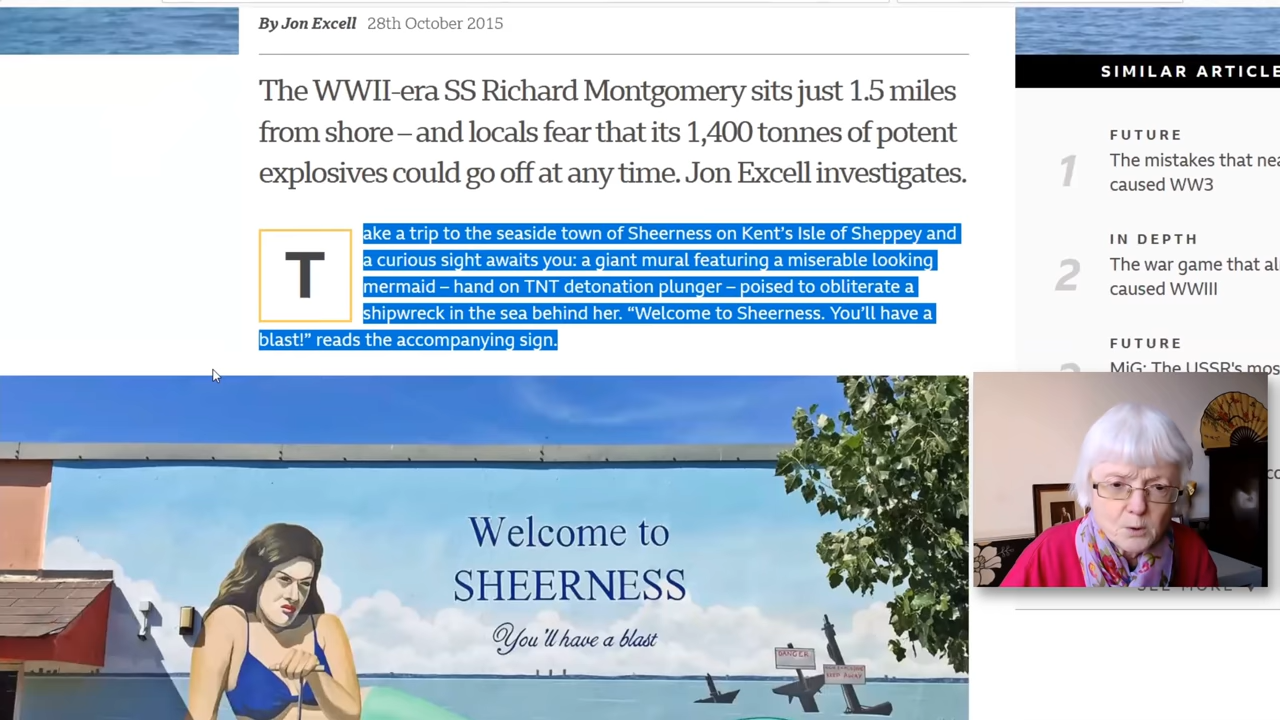 By Jon Excell 28th October 2015
The WWII-era SS Richard Montgomery sits just 1.5 miles
from shore – and locals fear that its 1,400 tonnes of potent
explosives could go off at any time. Jon Excell investigates.
Take a trip to the seaside town of Sheerness on Kent’s Isle of Sheppey and
a curious sight awaits you: a giant mural featuring a miserable looking
mermaid – hand on TNT detonation plunger – poised to obliterate a
shipwreck in the sea behind her. “Welcome to Sheerness. You’ll have a
blast!” reads the accompanying sign.
Welcome to
SHEERNESS
You'll have a blast
DANGER
SIMILAR ARTICLE
FUTURE
1
The mistakes that nea
caused WW3
IN DEPTH
2
The war game that al
caused WWIII
FUTURE
MiG: The USSR's mos